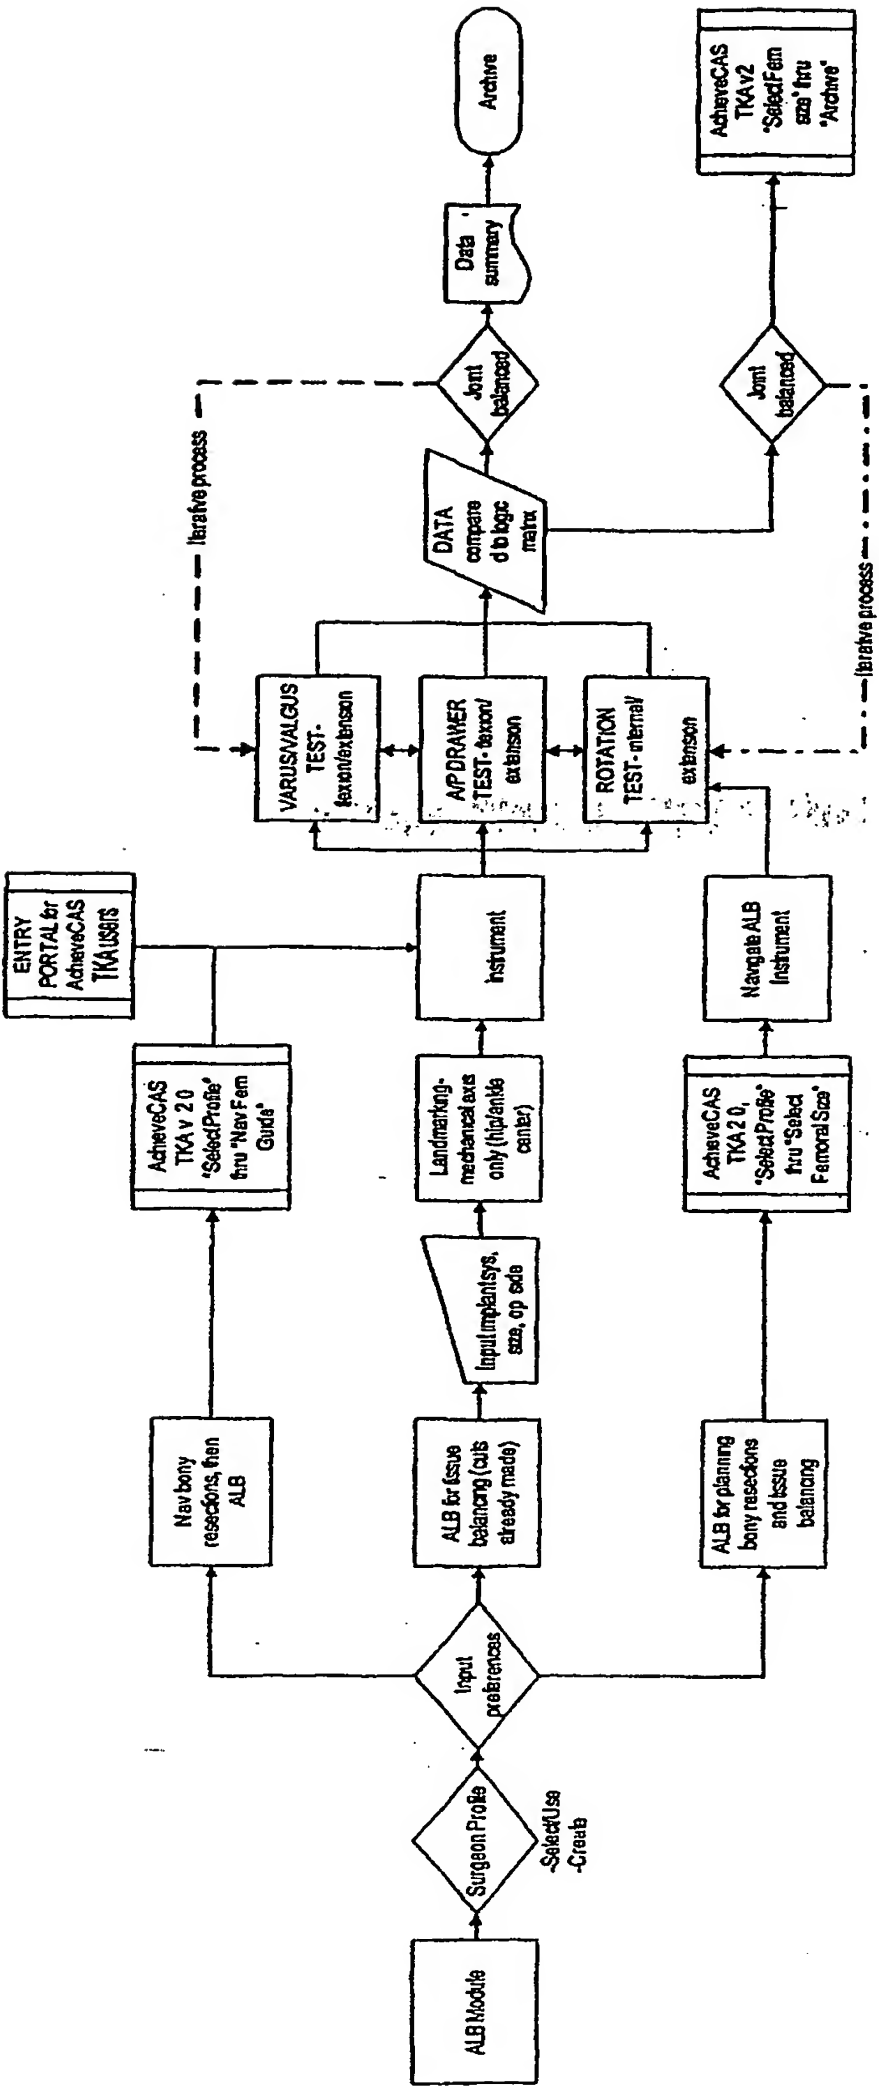 ALB Module
Surgeon Profile
-Select/Use
-Create
Input
preferences
Nav bony
resections, then
ALB
AchieveCAS
TKA v 2 0
"Select Profile"
thru "Nav Fem
Guide"
ENTRY
PORTAL for
AchieveCAS
TKA users
ALB for tissue
balancing (cuts
already made)
Input implant sys,
size, op side
Landmarking-
mechanical axis
only (hip/ankle
center)
Instrument
ALB for planning
bony resections
and tissue
balancing
AchieveCAS
TKA 2 0,
"Select Profile"
thru "Select
Femoral Size"
Navigate ALB
Instrument
VARUS/VALGUS
TEST-
flexion/extension
A/P DRAWER
TEST- flexion/
extension
ROTATION
TEST- internal/
extension
Iterative process
DATA
compare
d to logic
matrix
Joint
balanced
Data
summary
Archive
Joint
balanced
Iterative process
AchieveCAS
TKA v2
"Select Fem
size" thru
"Archive"